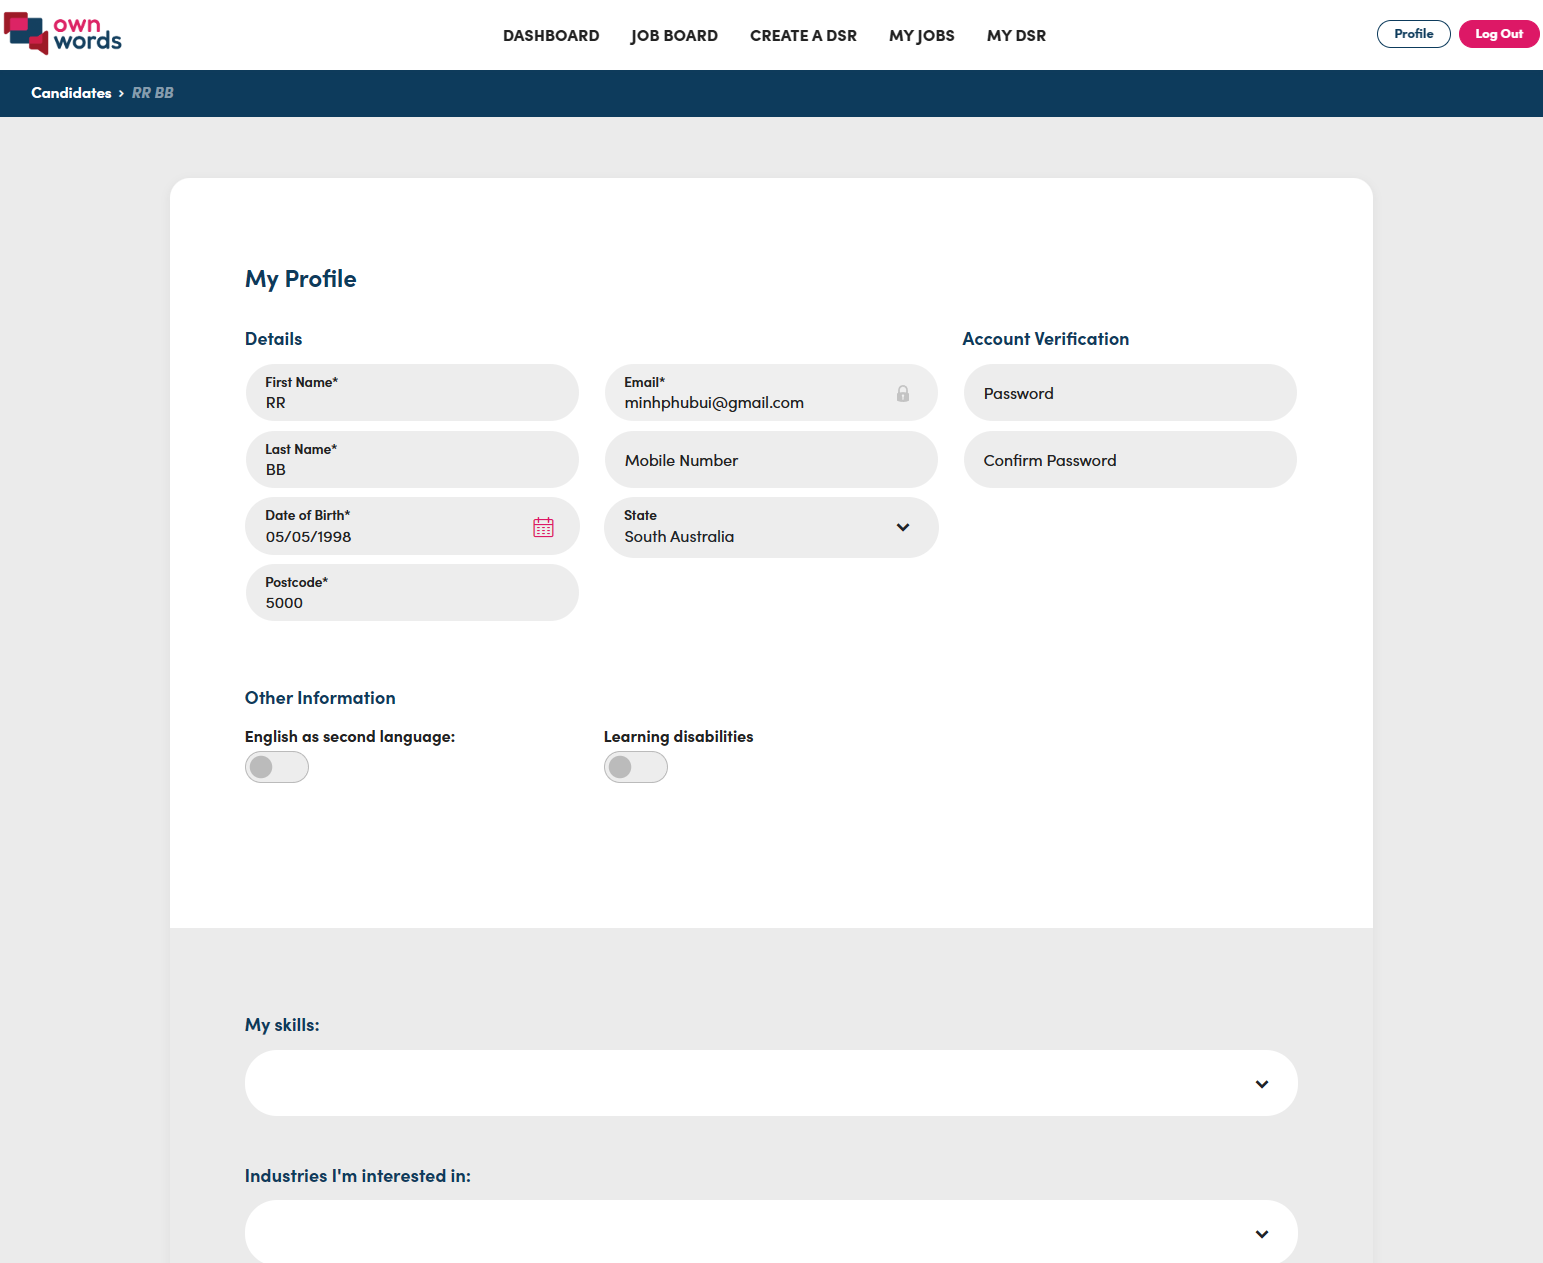 own
words
DASHBOARD JOB BOARD CREATE A DSR MY JOBS MY DSR
Profile Log Out
Candidates › RR BB
My Profile
Details
Account Verification
First Name*
RR
Email*
minhphubui@gmail.com
Password
Last Name*
BB
Mobile Number
Confirm Password
Date of Birth*
05/05/1998
State
South Australia
Postcode*
5000
Other Information
English as second language:
Learning disabilities
My skills:
Industries I'm interested in: